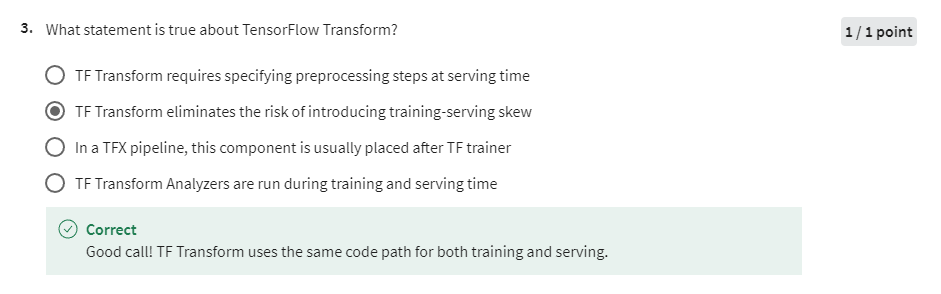 3. What statement is true about TensorFlow Transform?
1 / 1 point
TF Transform requires specifying preprocessing steps at serving time
TF Transform eliminates the risk of introducing training-serving skew
In a TFX pipeline, this component is usually placed after TF trainer
TF Transform Analyzers are run during training and serving time
Correct
Good call! TF Transform uses the same code path for both training and serving.